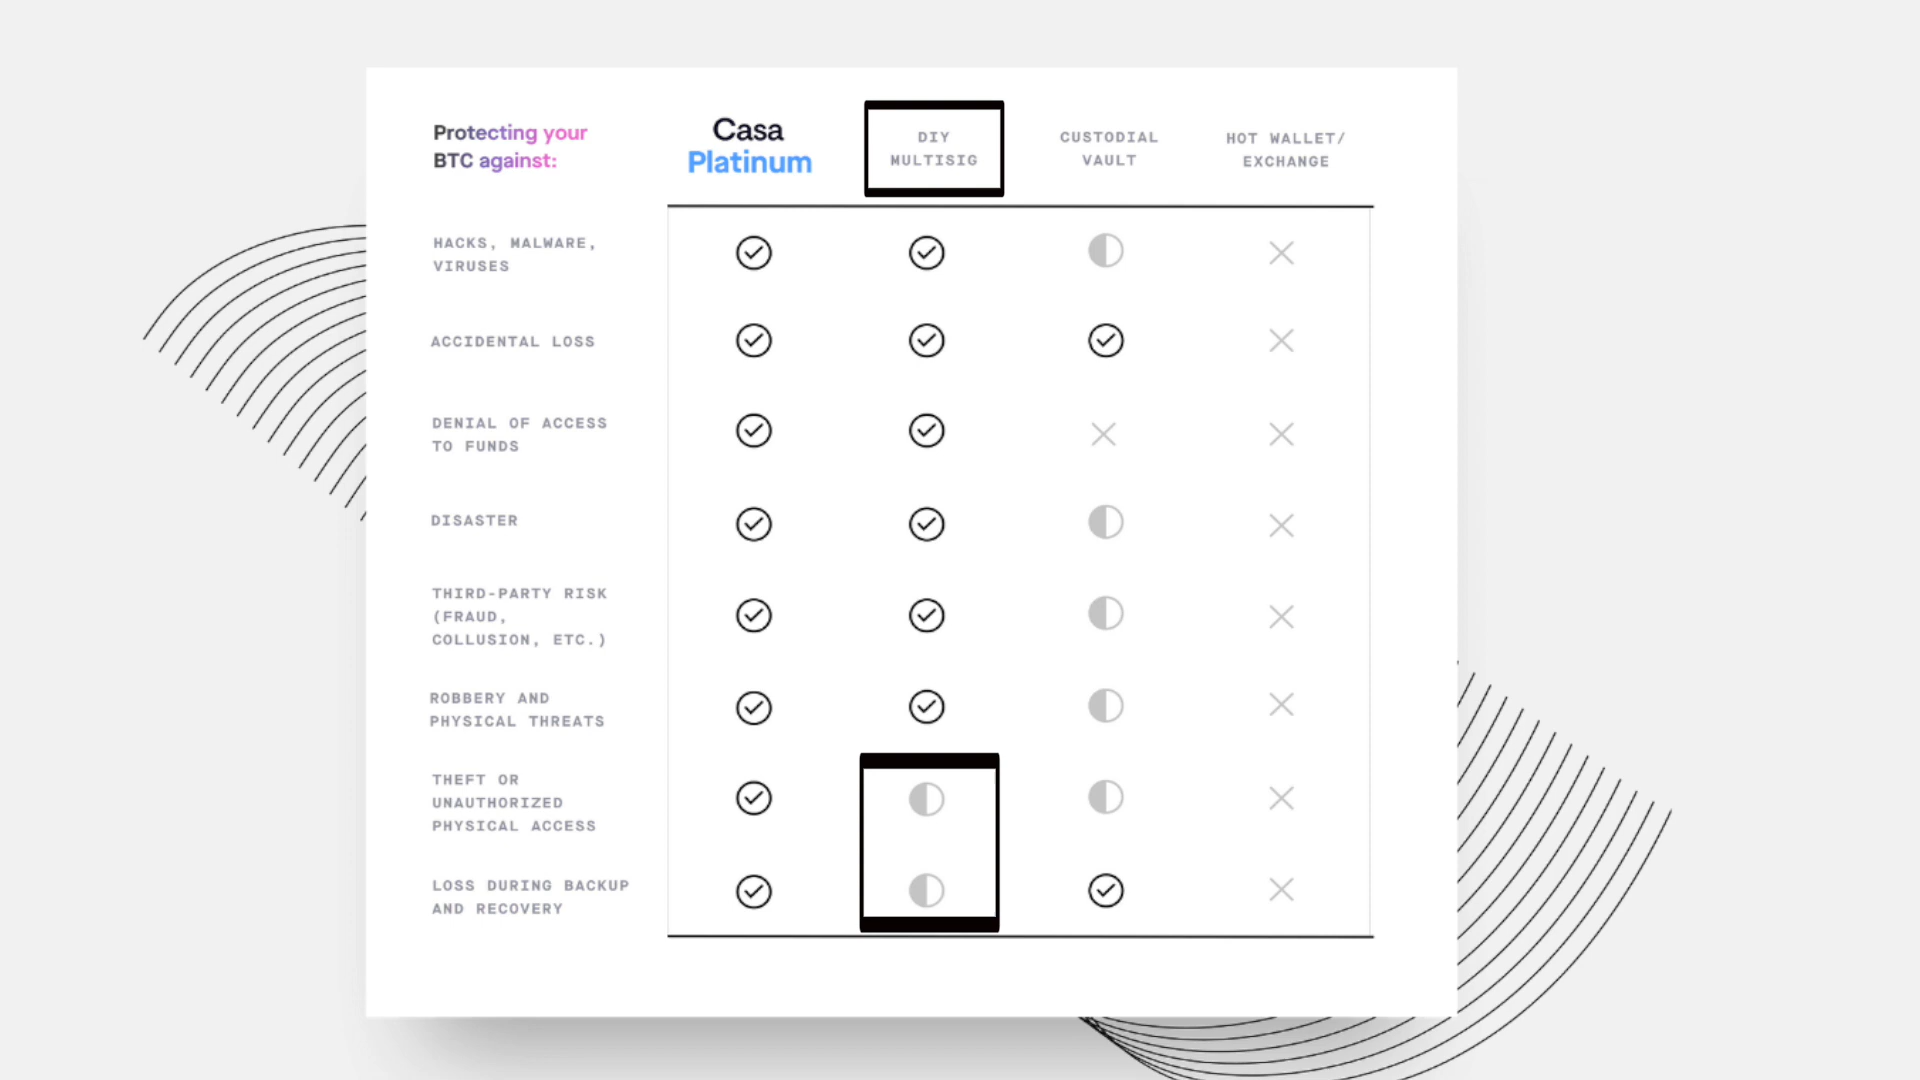 Protecting your
BTC against:
Casa
Platinum
DIY
MULTISIG
CUSTODIAL
VAULT
HOT WALLET/
EXCHANGE
HACKS, MALWARE,
VIRUSES
ACCIDENTAL LOSS
DENIAL OF ACCESS
TO FUNDS
DISASTER
THIRD-PARTY RISK
(FRAUD,
COLLUSION, ETC.)
ROBBERY AND
PHYSICAL THREATS
THEFT OR
UNAUTHORIZED
PHYSICAL ACCESS
LOSS DURING BACKUP
AND RECOVERY